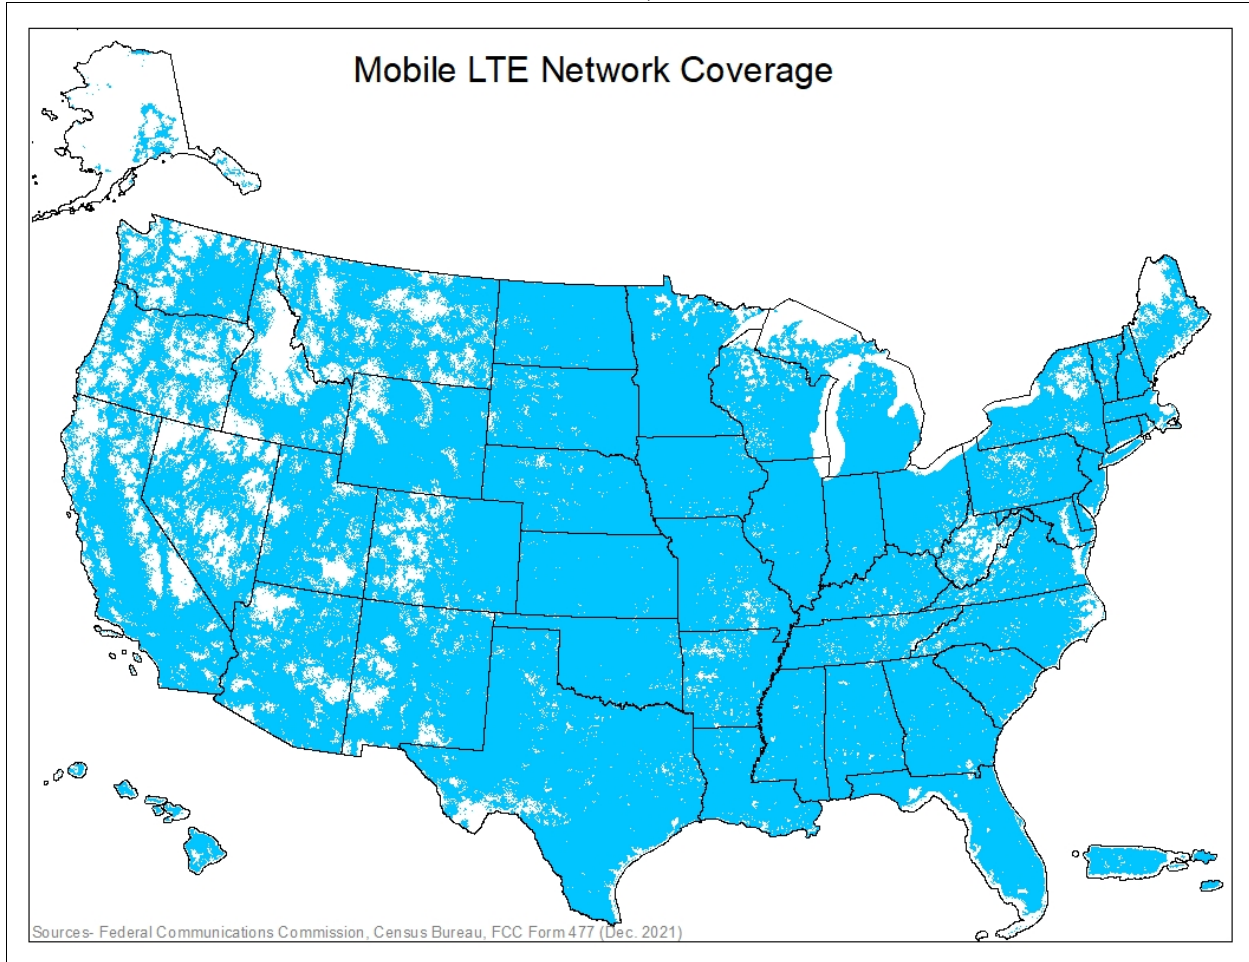 Mobile LTE Network Coverage
Sources- Federal Communications Commission, Census Bureau, FCC Form 477 (Dec. 2021)